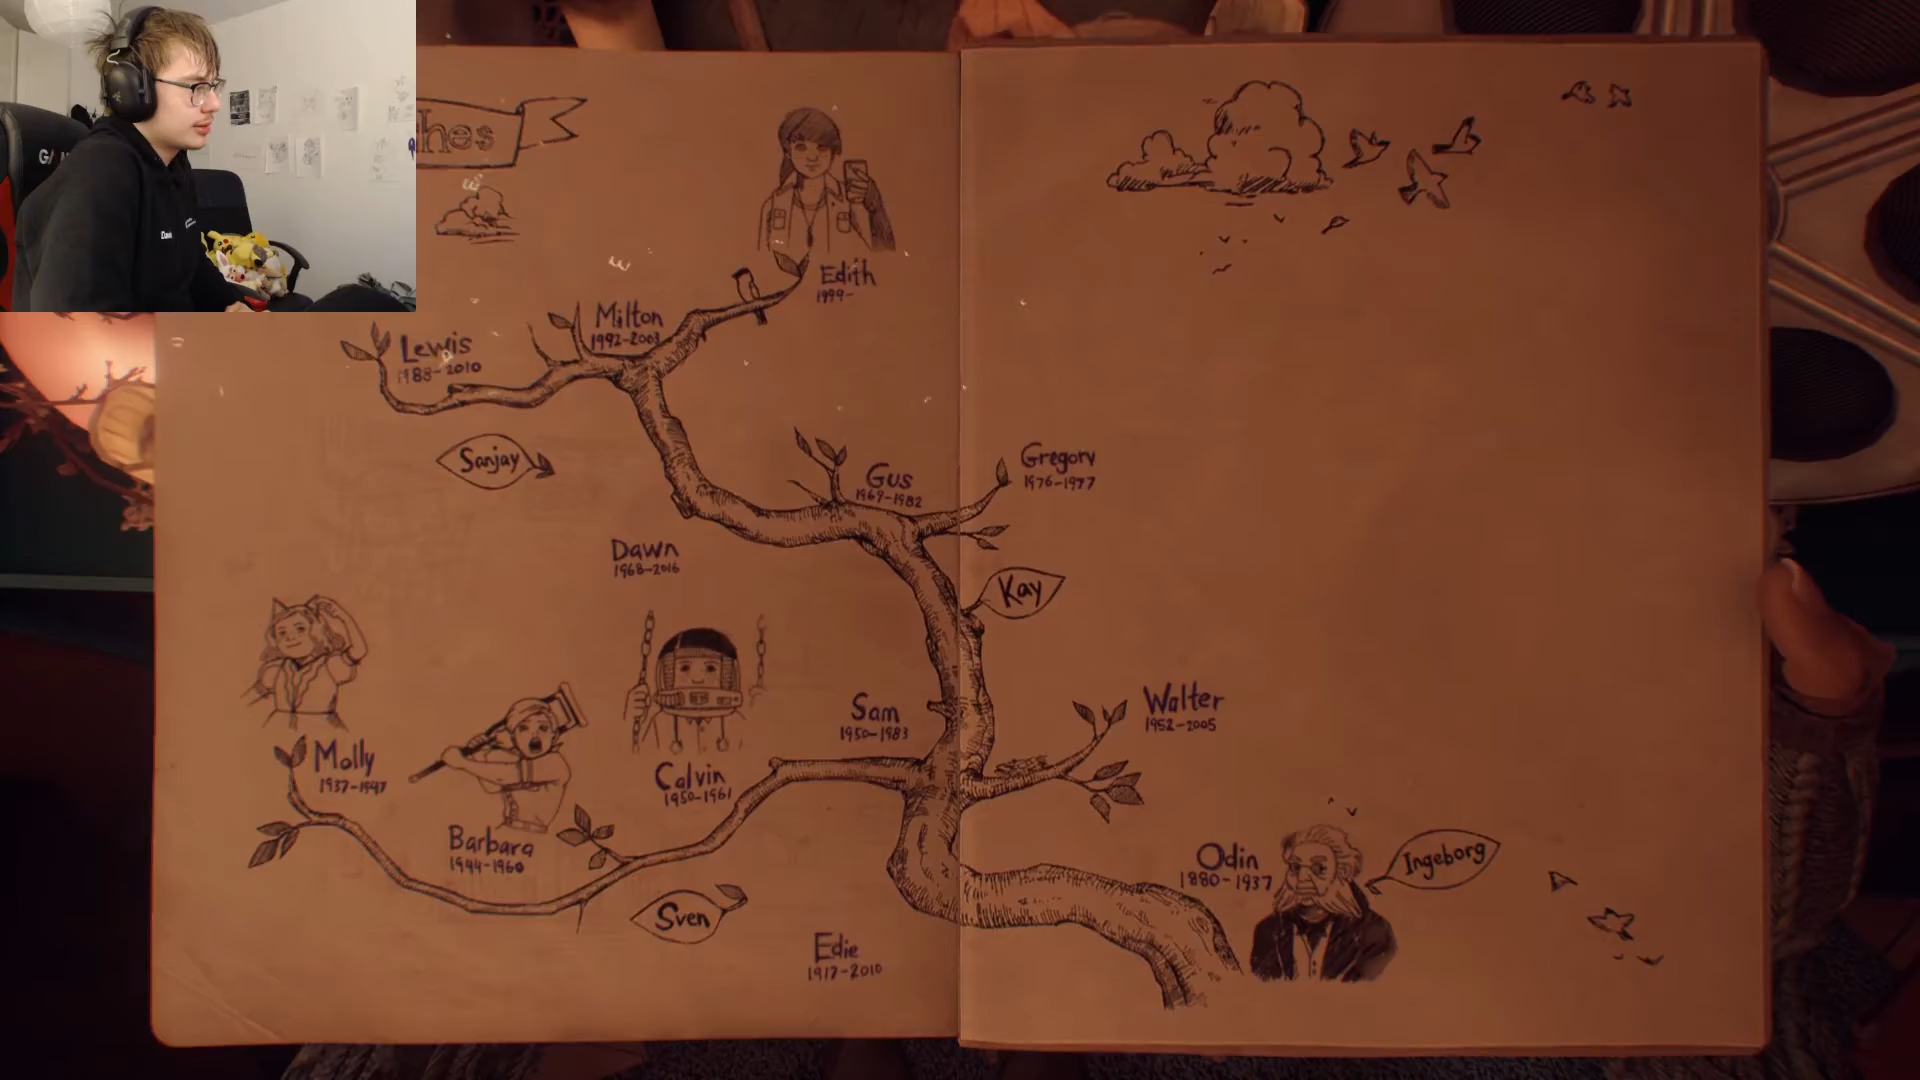 hes
Edith
1999-
Milton
1992-2003
Lewis
1988-2010
Sanjay
Gus
1969-1982
Gregory
1976-1977
Dawn
1968-2016
Kay
Sam
1950-1983
Walter
1952-2005
Molly
1937-1947
Calvin
1950-1961
Barbara
1944-1960
Odin
1880-1937
Ingeborg
Sven
Edie
1917-2010